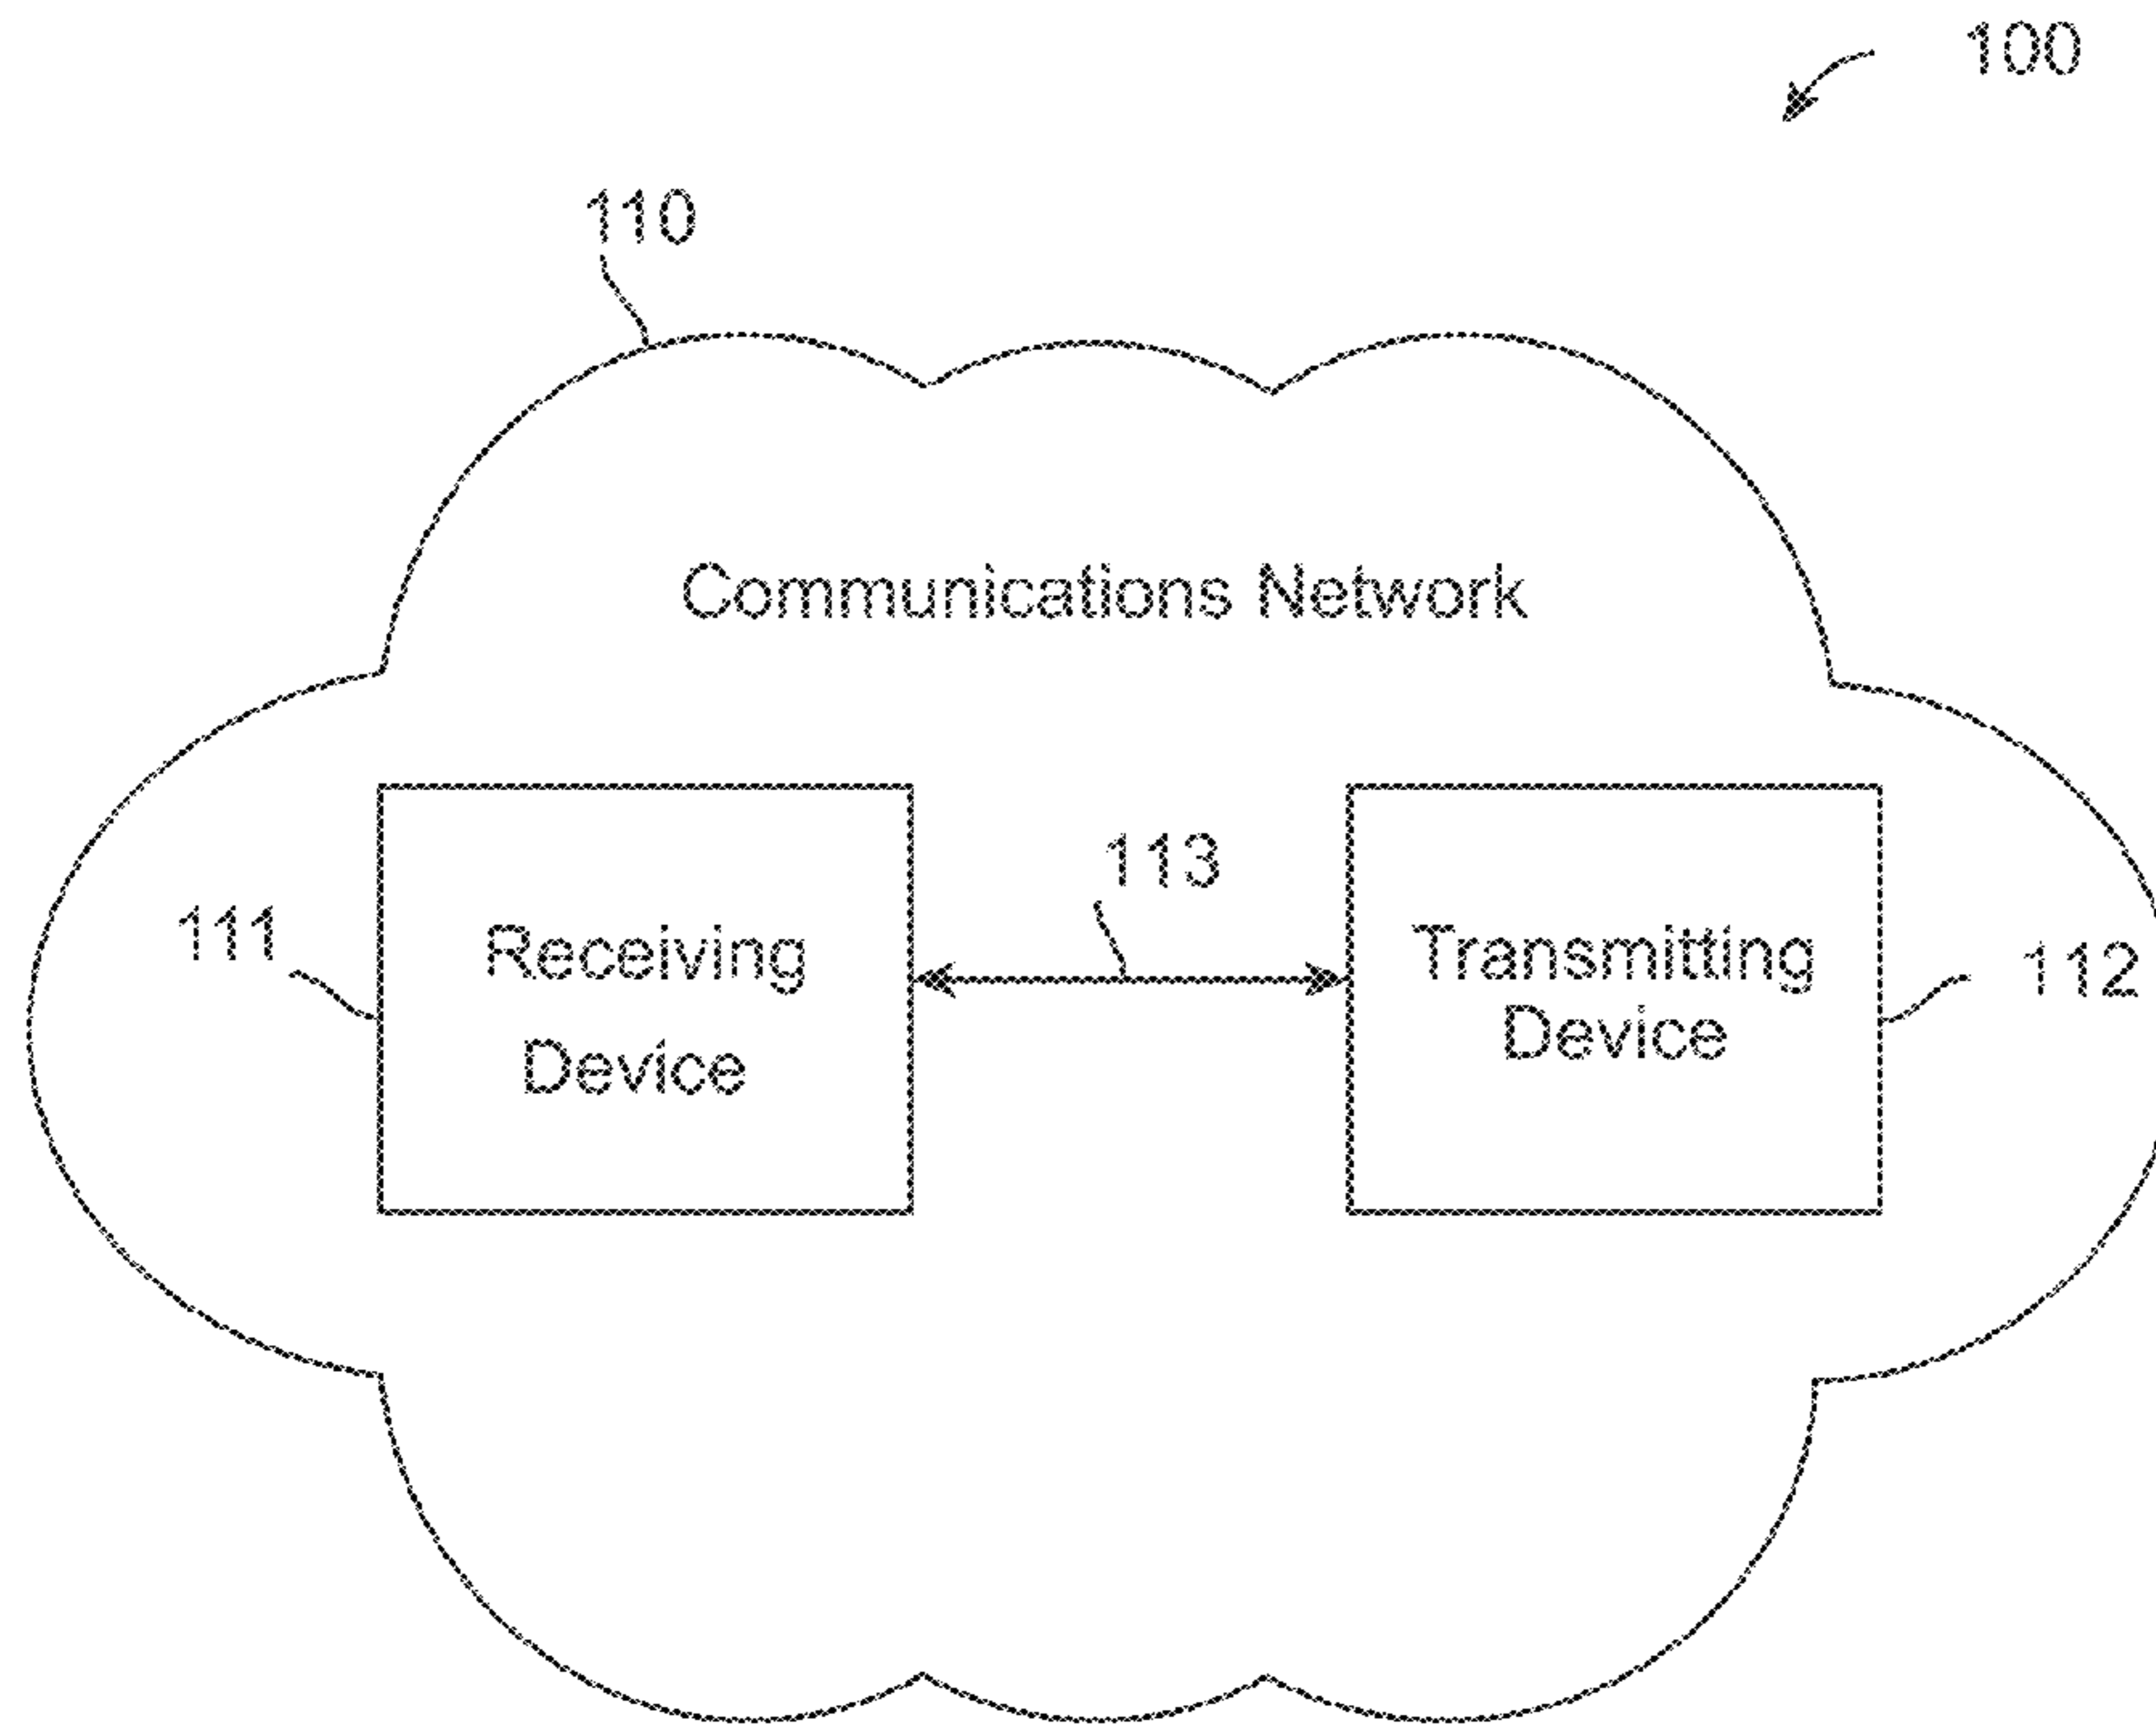 100
110
Communications Network
113
111
Receiving
Device
Transmitting
Device
112